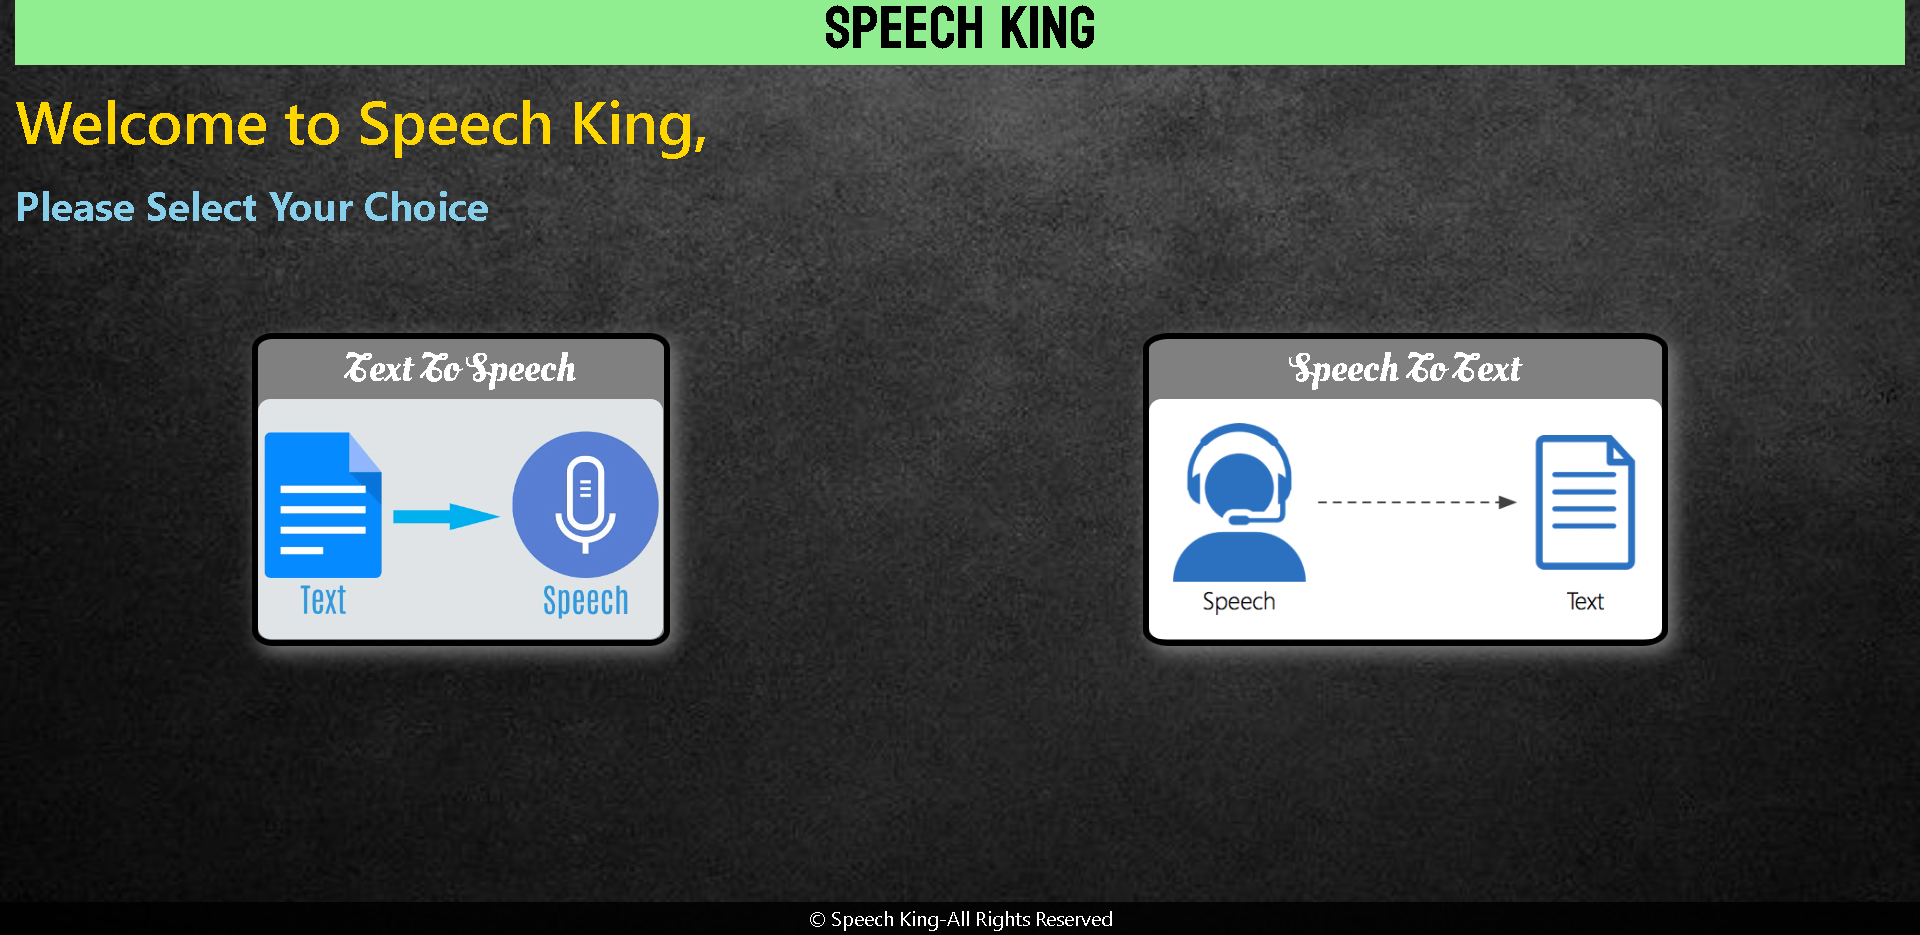 SPEECH KING
Welcome to Speech King,
Please Select Your Choice
Text To Speech
Text
Speech
Speech To Text
Speech
Text
© Speech King-All Rights Reserved